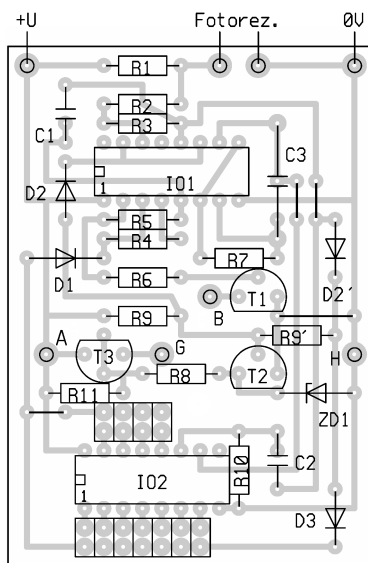 +U Fotorez. 0V
R1
R2
C1 R3
C3
1 IO1
D2
R5
R4
R7
D1 R6 D2´
T1
R9 B
A R9´
T3 G H
R8 T2
R11 ZD1
R10 C2
1 IO2
D3